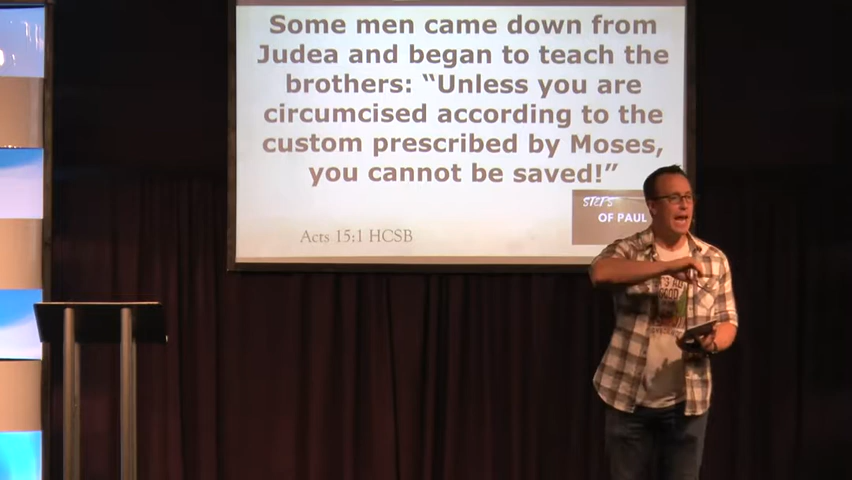 Some men came down from
Judea and began to teach the
brothers: “Unless you are
circumcised according to the
custom prescribed by Moses,
you cannot be saved!”
STEPS
OF PAUL
Acts 15:1 HCSB